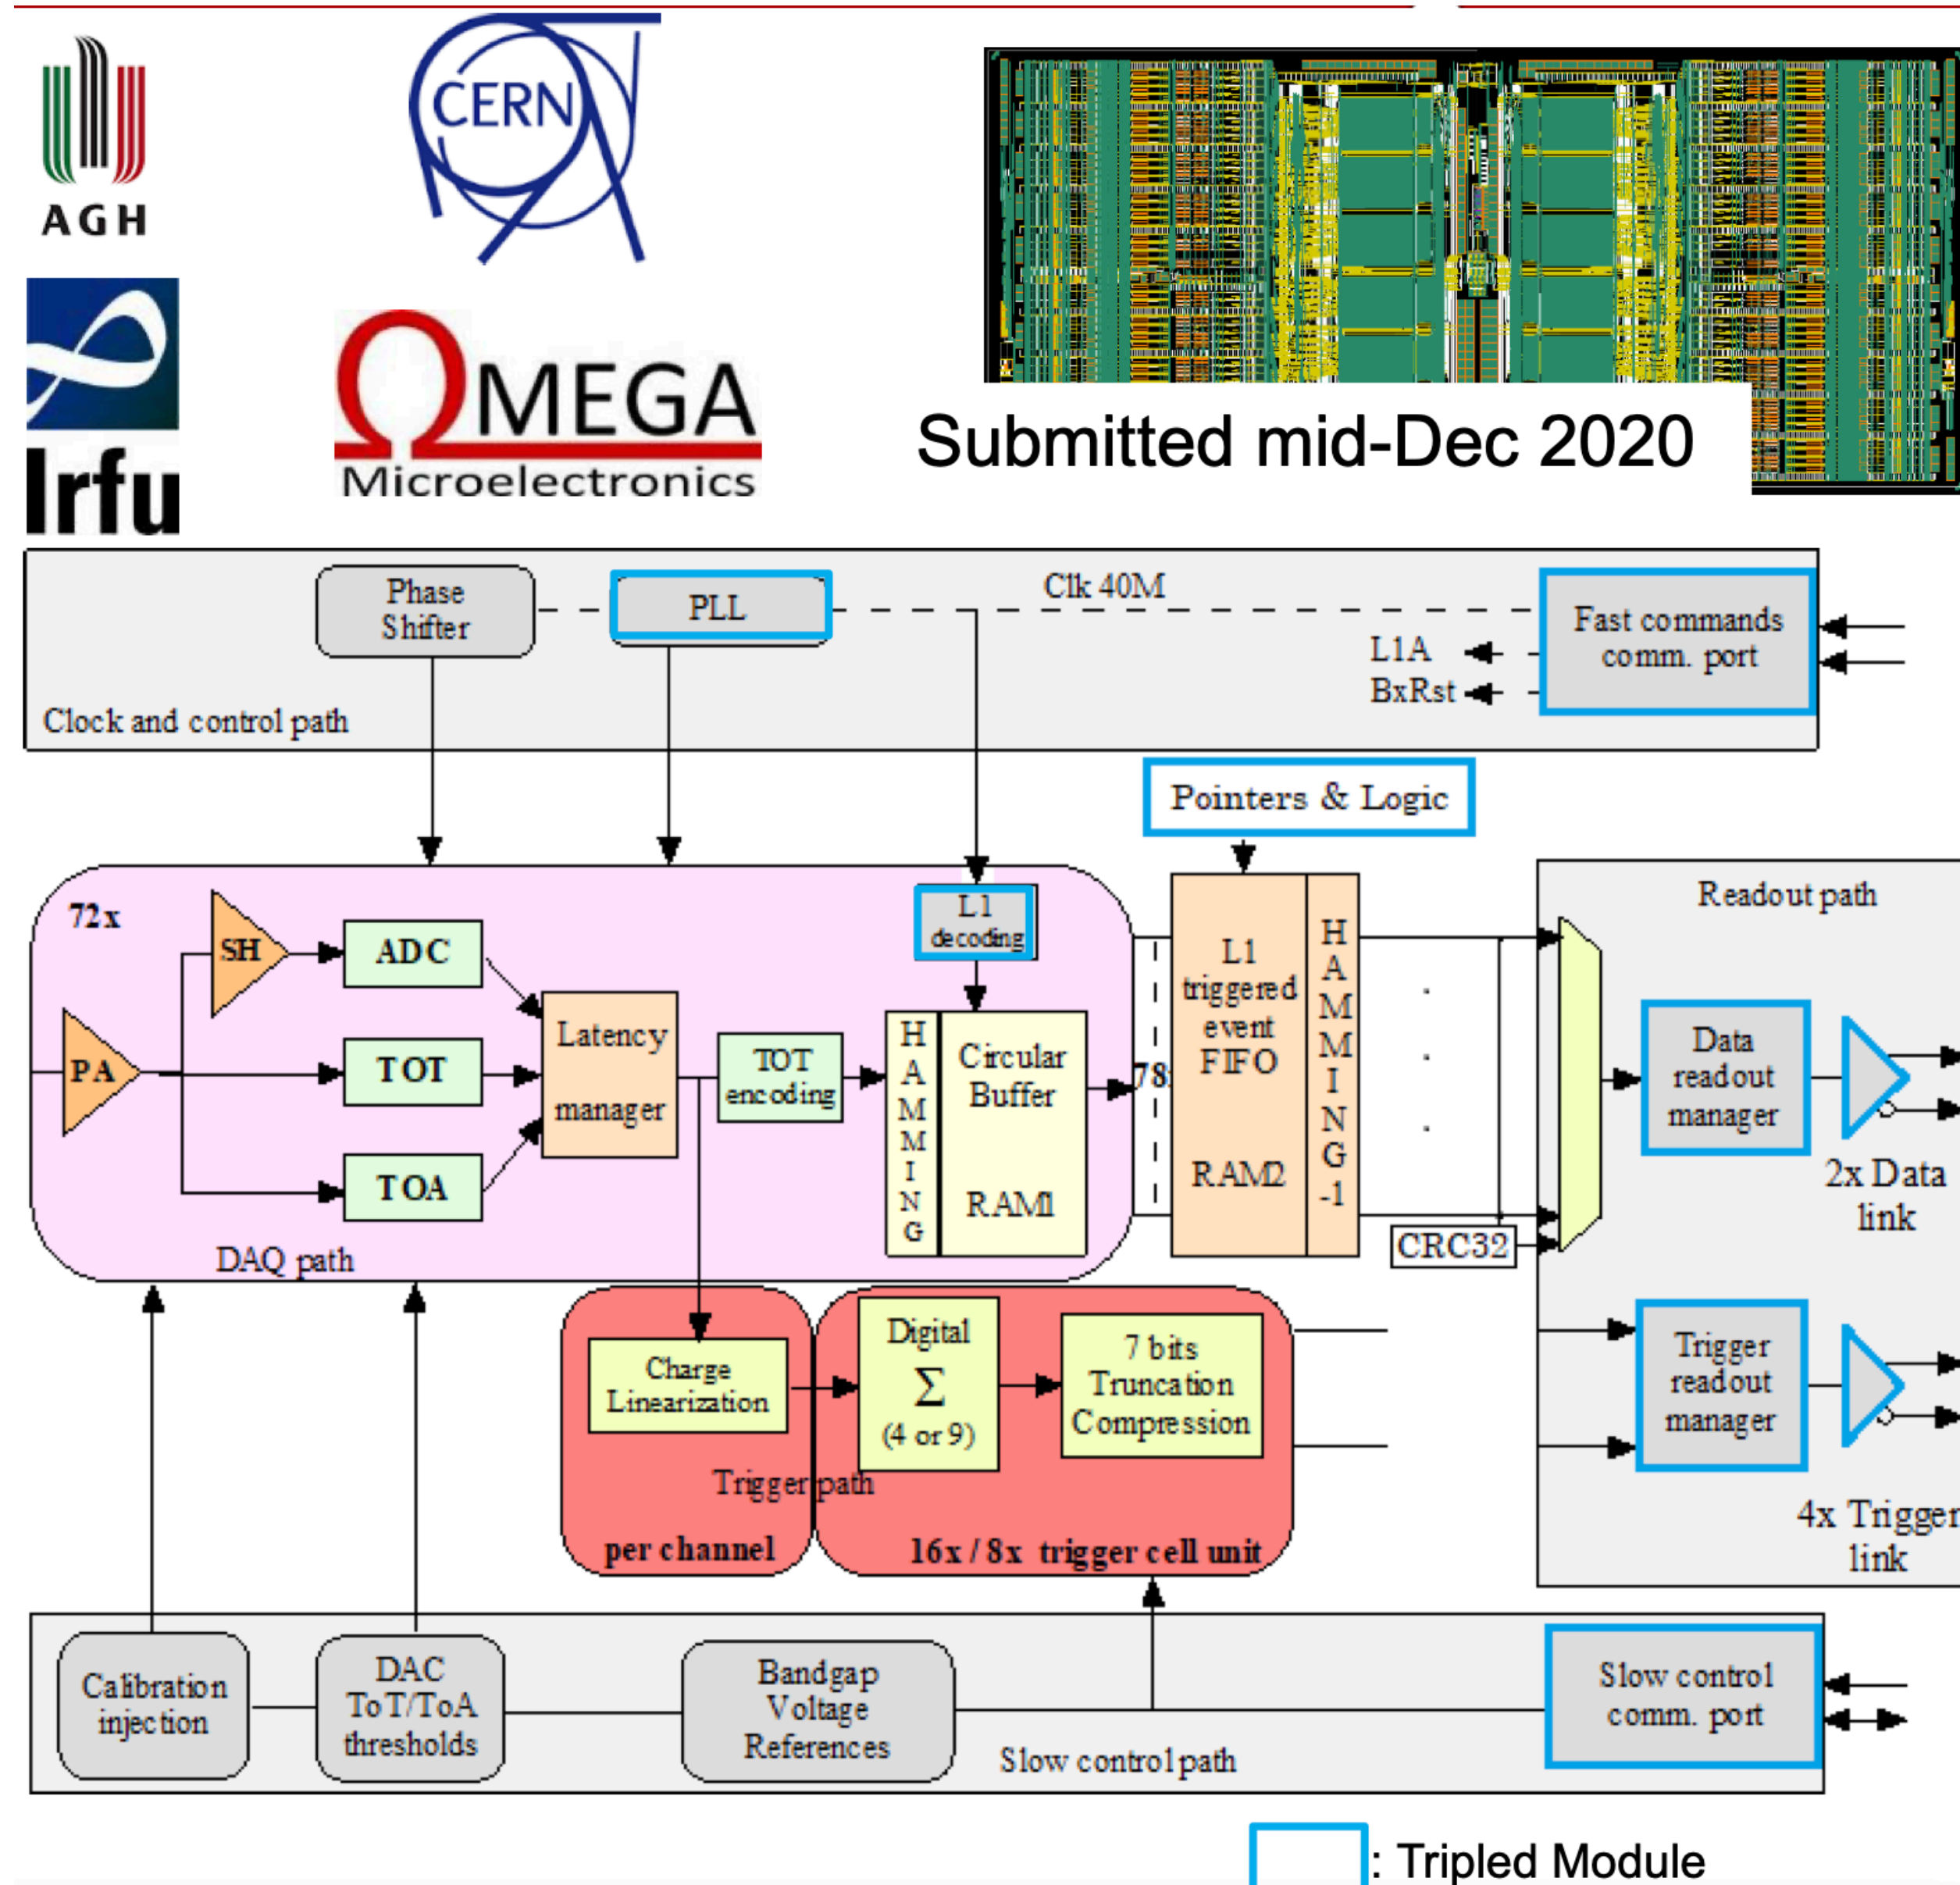 AGH
CERN
Irfu
ΩMEGA
Microelectronics
Submitted mid-Dec 2020
Phase
Shifter
PLL
Clk 40M
Fast commands
comm. port
L1A
BxRst
Clock and control path
Pointers & Logic
72x
SH
ADC
PA
TOT
TOA
Latency
manager
TOT
encoding
L1
decoding
HAMMING
Circular
Buffer
RAM1
DAQ path
78
L1
triggered
event
FIFO
RAM2
HAMMING
-1
CRC32
Readout path
Data
readout
manager
2x Data
link
Charge
Linearization
Digital
Σ
(4 or 9)
7 bits
Truncation
Compression
Trigger path
per channel
16x / 8x trigger cell unit
Trigger
readout
manager
4x Trigger
link
Calibration
injection
DAC
ToT/ToA
thresholds
Bandgap
Voltage
References
Slow control path
Slow control
comm. port
: Tripled Module